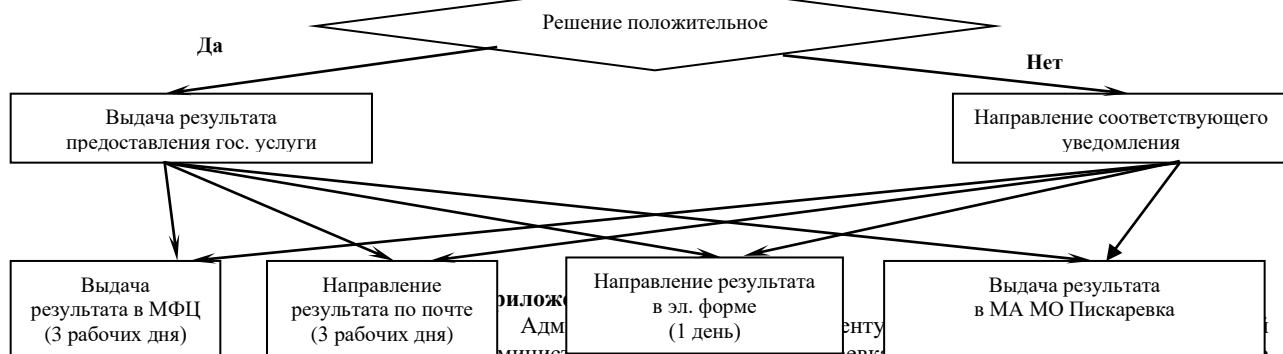 Решение положительное
Да
Нет
Выдача результата
предоставления гос. услуги
Направление соответствующего
уведомления
Выдача
результата в МФЦ
(3 рабочих дня)
Направление
результата по почте
(3 рабочих дня)
Направление результата
в эл. форме
(1 день)
Выдача результата
в МА МО Пискаревка